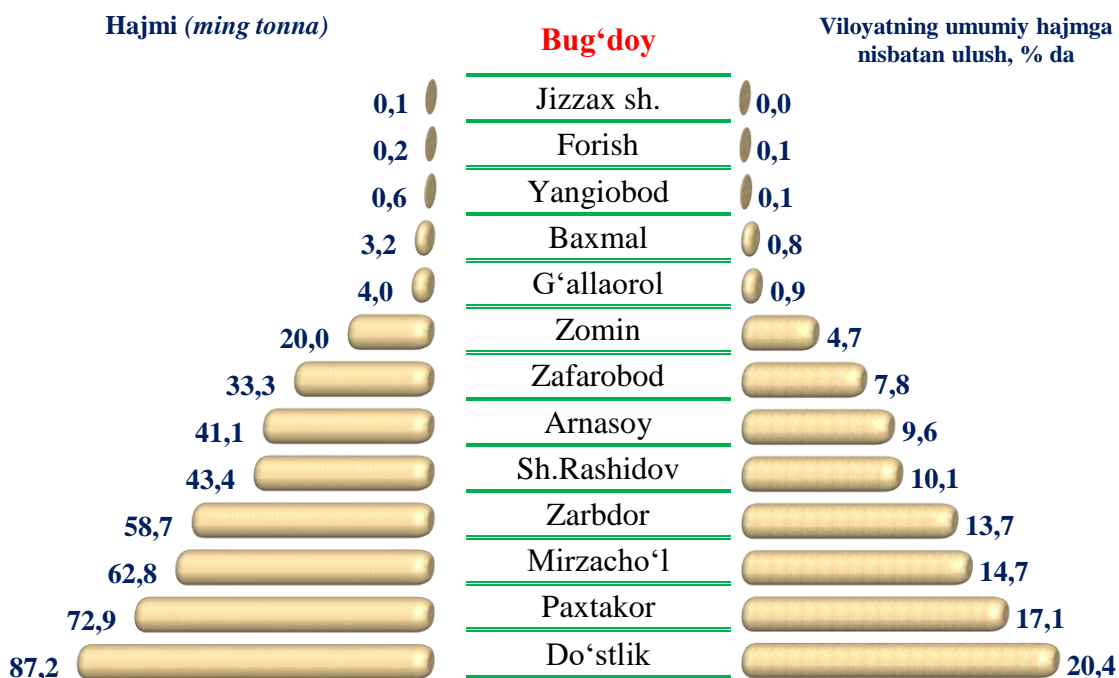 Hajmi (ming tonna)
Bug‘doy
Viloyatning umumiy hajmga
nisbatan ulush, % da
0,1 Jizzax sh. 0,0
0,2 Forish 0,1
0,6 Yangiobod 0,1
3,2 Baxmal 0,8
4,0 G‘allaorol 0,9
20,0 Zomin 4,7
33,3 Zafarobod 7,8
41,1 Arnasoy 9,6
43,4 Sh.Rashidov 10,1
58,7 Zarbdor 13,7
62,8 Mirzacho‘l 14,7
72,9 Paxtakor 17,1
87,2 Do‘stlik 20,4